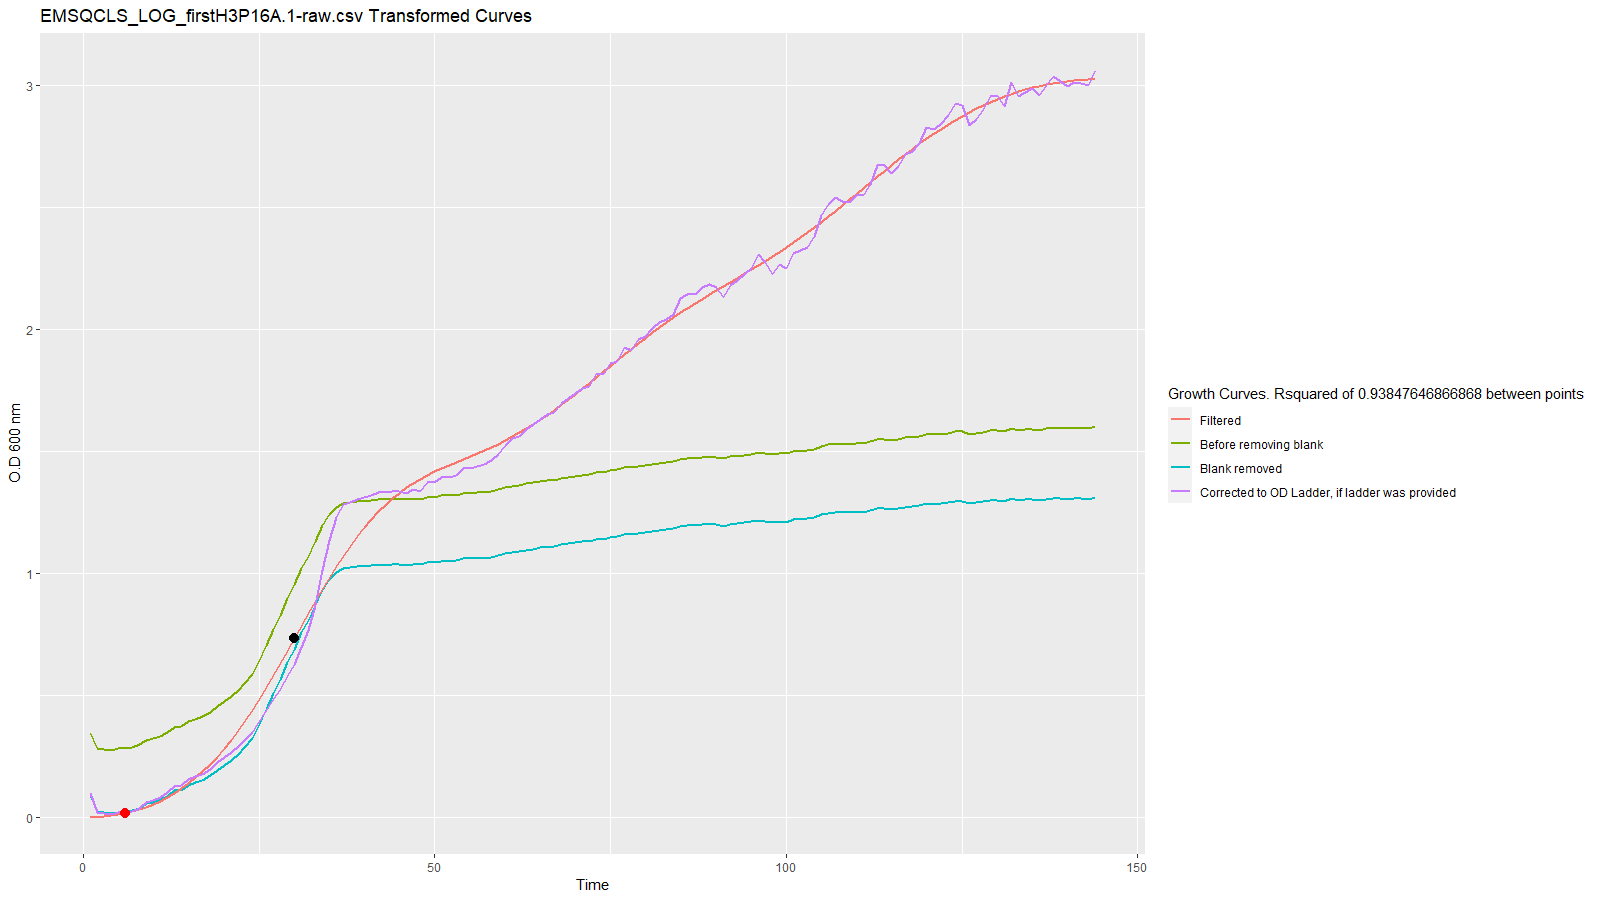 EMSQCLS_LOG_firstH3P16A.1-raw.csv Transformed Curves
3
2
1
0
O.D 600 nm
0
50
100
150
Time
Growth Curves. Rsquared of 0.93847646866868 between points
Filtered
Before removing blank
Blank removed
Corrected to OD Ladder, if ladder was provided